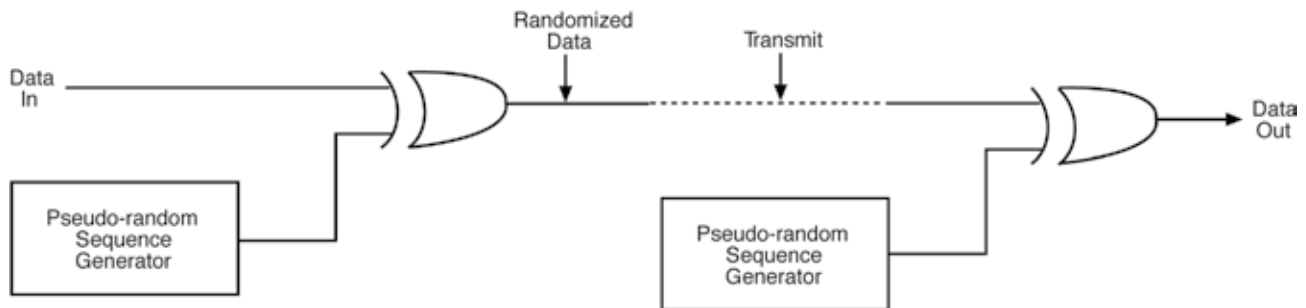 Randomized
Data
Transmit
Data
In
Data
Out
Pseudo-random
Sequence
Generator
Pseudo-random
Sequence
Generator